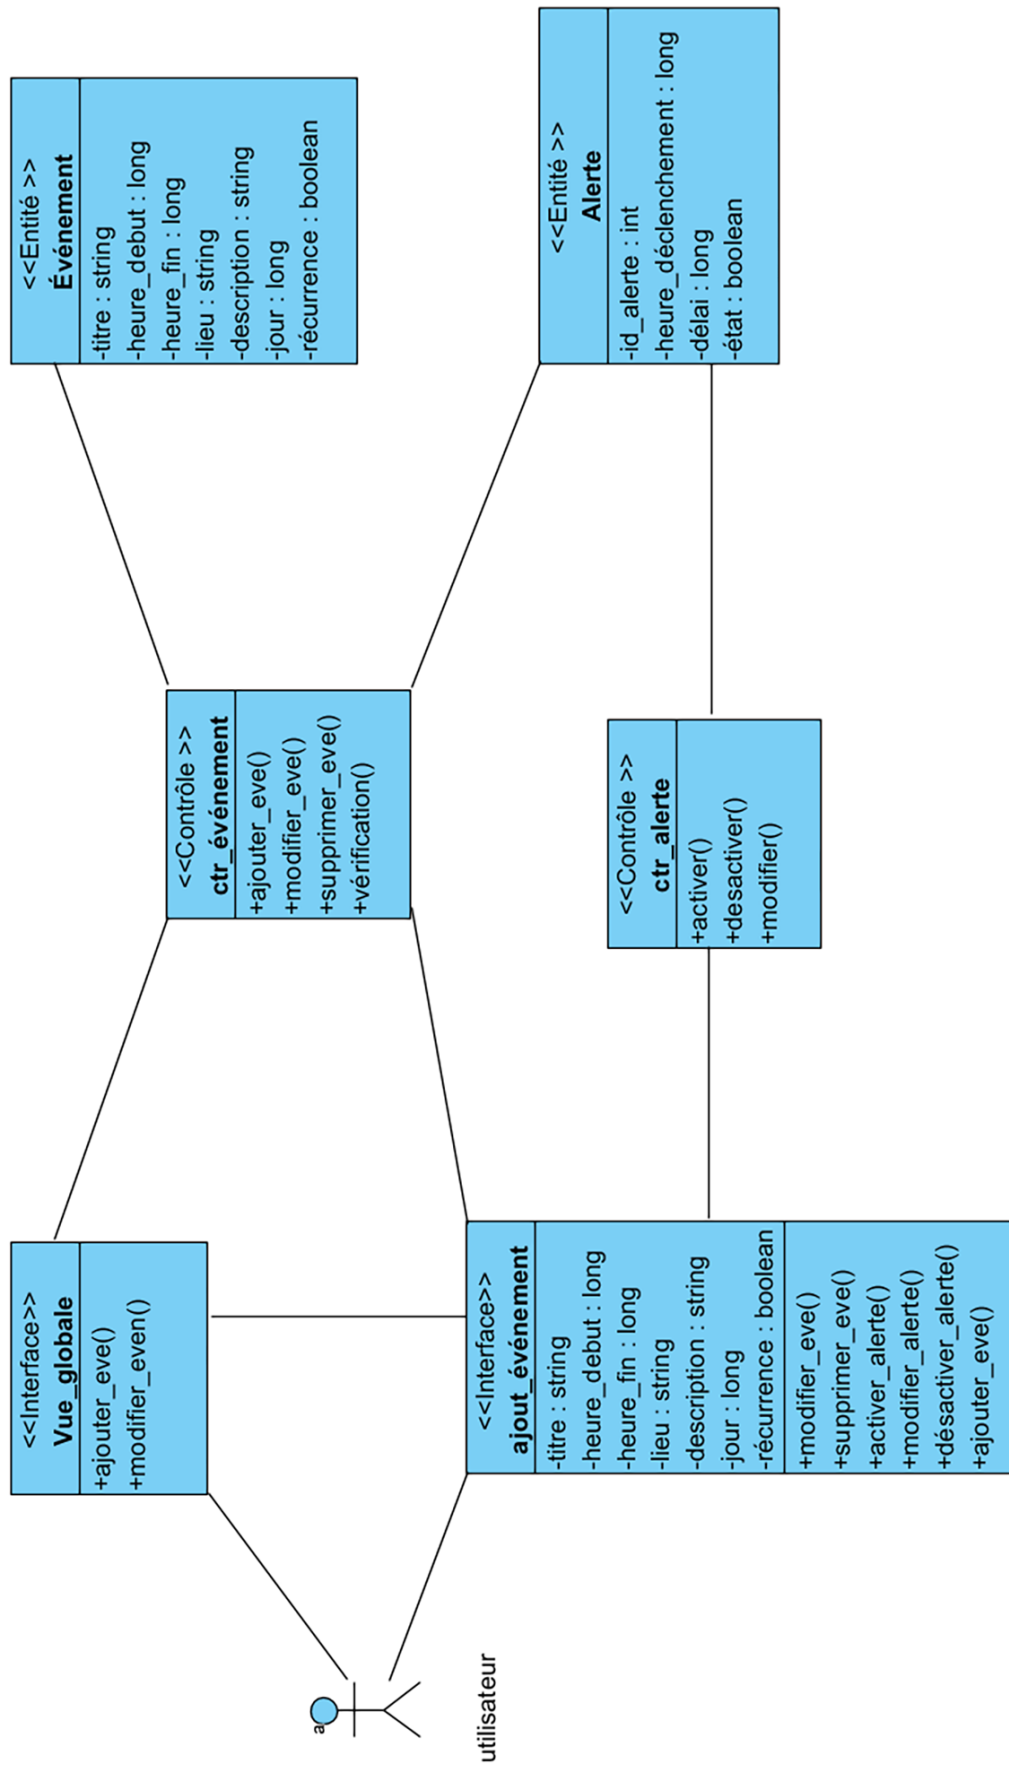 a
utilisateur
<<Interface>>
Vue_globale
+ajouter_eve()
+modifier_even()
<<Interface>>
ajout_événement
-titre : string
-heure_debut : long
-heure_fin : long
-lieu : string
-description : string
-jour : long
-récurrence : boolean
+modifier_eve()
+supprimer_eve()
+activer_alerte()
+modifier_alerte()
+désactiver_alerte()
+ajouter_eve()
<<Contrôle >>
ctr_événement
+ajouter_eve()
+modifier_eve()
+supprimer_eve()
+vérification()
<<Contrôle >>
ctr_alerte
+activer()
+desactiver()
+modifier()
<<Entité >>
Événement
-titre : string
-heure_debut : long
-heure_fin : long
-lieu : string
-description : string
-jour : long
-récurrence : boolean
<<Entité >>
Alerte
-id_alerte : int
-heure_déclenchement : long
-délai : long
-état : boolean